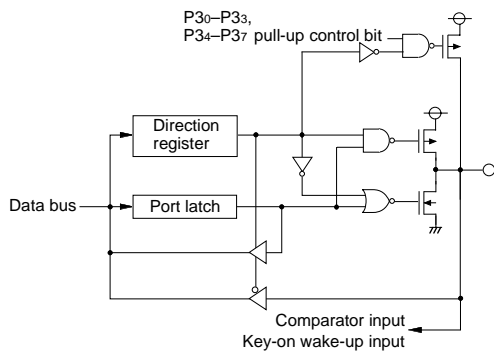 P3₀–P3₃,
P3₄–P3₇ pull-up control bit
Direction
register
Data bus
Port latch
Comparator input
Key-on wake-up input